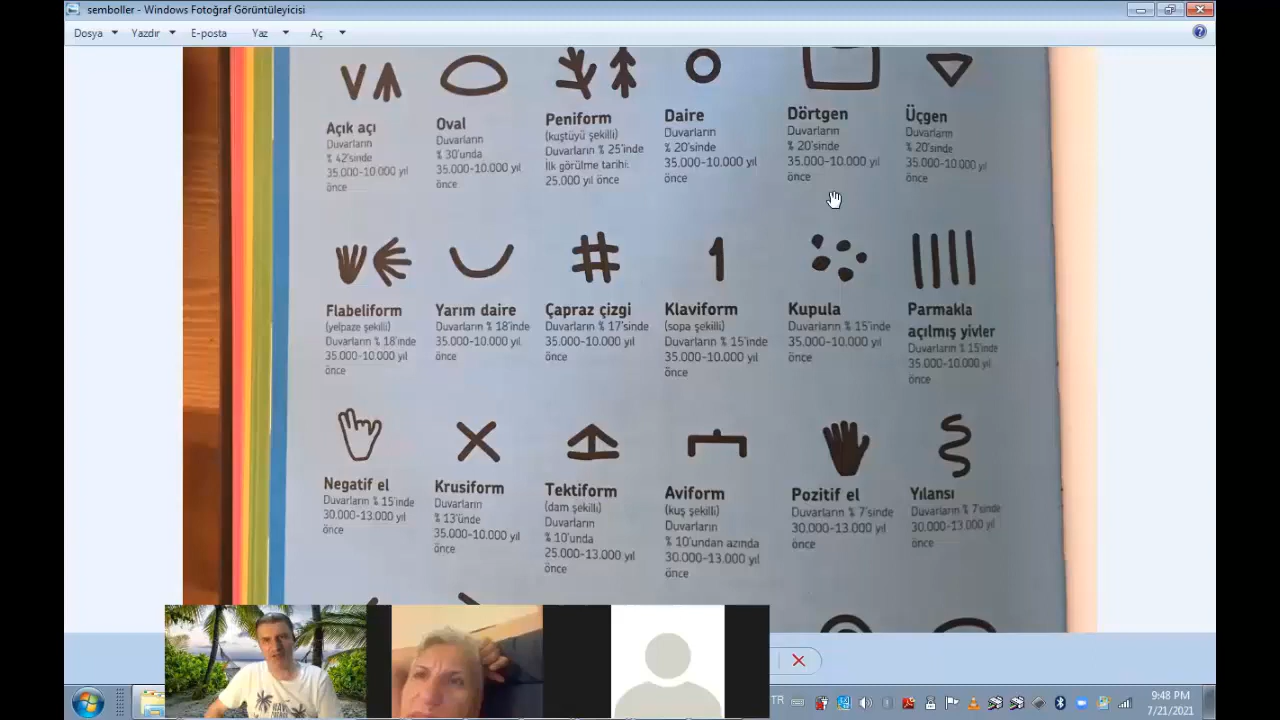 semboller - Windows Fotoğraf Görüntüleyicisi
Dosya Yazdır E-posta Yaz Aç
Açık açı
Duvarların
% 42'sinde
35.000-10.000 yıl
önce
Oval
Duvarların
% 30'unda
35.000-10.000 yıl
önce
Peniform
(kuştüyü şekilli)
Duvarların % 25'inde
İlk görülme tarihi:
25.000 yıl önce
Daire
Duvarların
% 20'sinde
35.000-10.000 yıl
önce
Dörtgen
Duvarların
% 20'sinde
35.000-10.000 yıl
önce
Üçgen
Duvarların
% 20'sinde
35.000-10.000 yıl
önce
Flabeliform
(yelpaze şekilli)
Duvarların % 18'inde
35.000-10.000 yıl
önce
Yarım daire
Duvarların % 18'inde
35.000-10.000 yıl
önce
Çapraz çizgi
Duvarların % 17'sinde
35.000-10.000 yıl
önce
Klaviform
(sopa şekilli)
Duvarların % 15'inde
35.000-10.000 yıl
önce
Kupula
Duvarların % 15'inde
35.000-10.000 yıl
önce
Parmakla
açılmış yivler
Duvarların % 15'inde
35.000-10.000 yıl
önce
Negatif el
Duvarların % 15'inde
30.000-13.000 yıl
önce
Krusiform
Duvarların
% 13'ünde
35.000-10.000 yıl
önce
Tektiform
(dam şekilli)
Duvarların
% 10'unda
25.000-13.000 yıl
önce
Aviform
(kuş şekilli)
Duvarların
% 10'undan azında
30.000-13.000 yıl
önce
Pozitif el
Duvarların % 7'sinde
30.000-13.000 yıl
önce
Yılansı
Duvarların % 7'sinde
30.000-13.000 yıl
önce
TR
9:48 PM
7/21/2021